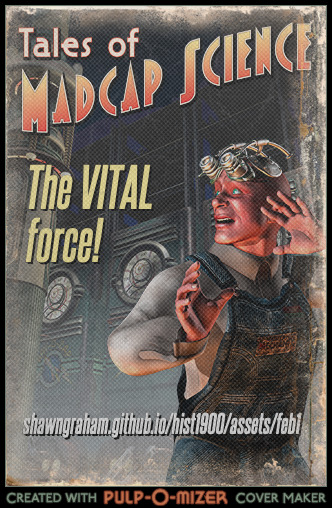 Tales of
MADCAP SCIENCE
The VITAL
force!
shawngraham.github.io/hist1900/assets/feb1
CREATED WITH PULP-O-MIZER COVER MAKER